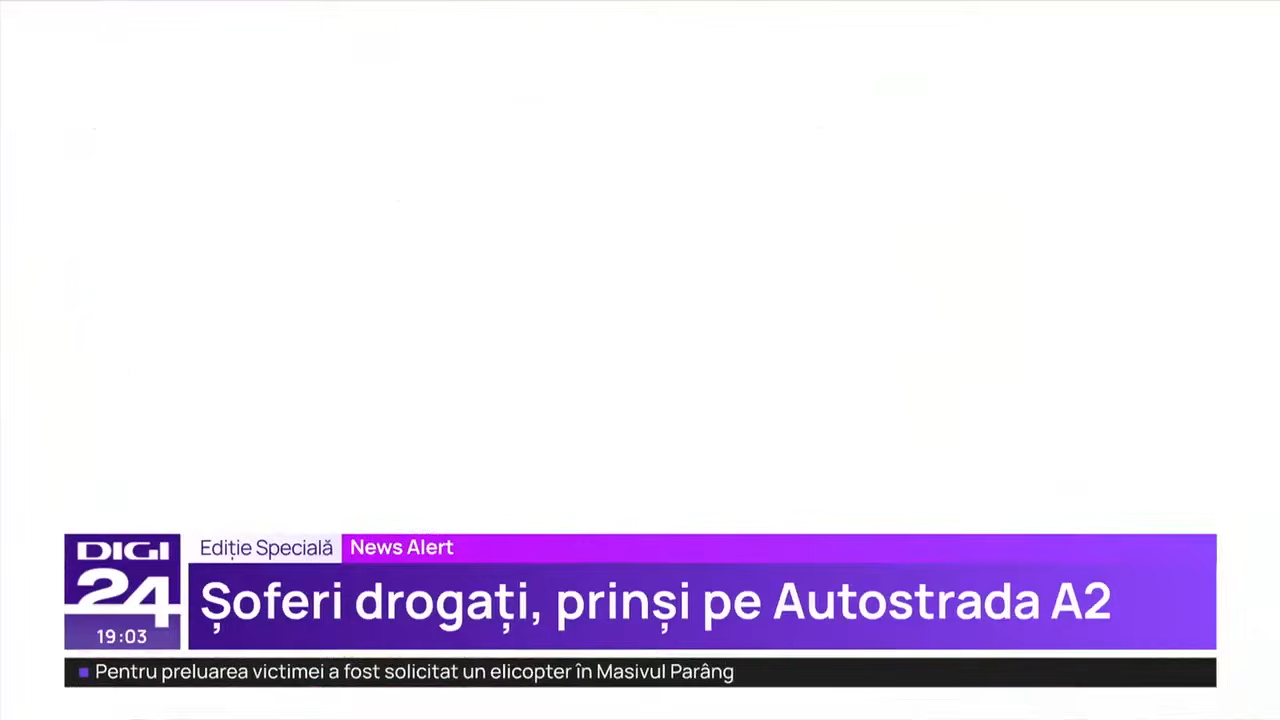 DIGI
24
19:03
Ediție Specială
News Alert
Șoferi drogați, prinși pe Autostrada A2
Pentru preluarea victimei a fost solicitat un elicopter în Masivul Parâng